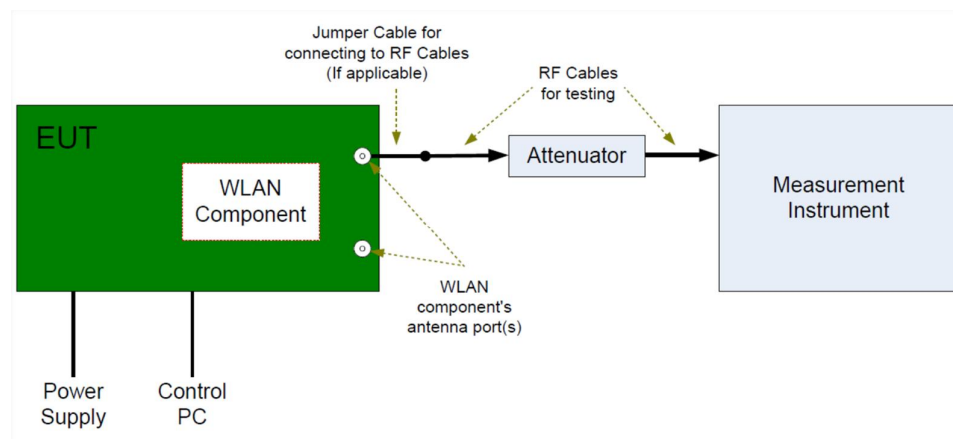 Jumper Cable for
connecting to RF Cables
(If applicable)
RF Cables
for testing
EUT
WLAN
Component
Attenuator
Measurement
Instrument
WLAN
component's
antenna port(s)
Power
Supply
Control
PC